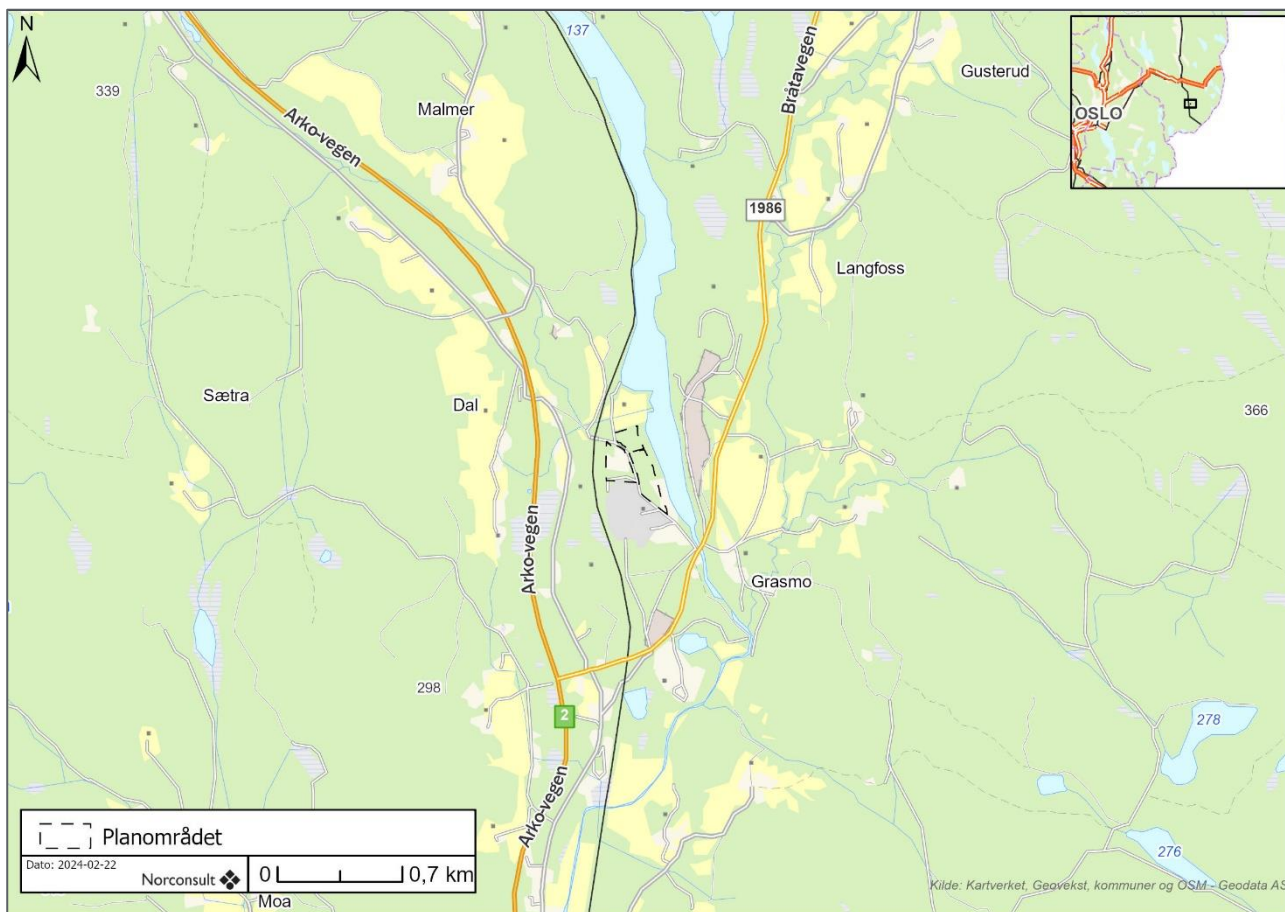 N
137
Gusterud
339
Malmer
Bråtavegen
OSLO
Arko-vegen
1986
Langfoss
Sætra
Dal
366
Arko-vegen
Grasmo
298
2
278
Arko-vegen
Planområdet
Dato: 2024-02-22
Norconsult
0 0,7 km
276
Kilde: Kartverket, Geovekst, kommuner og OSM - Geodata AS
Moa